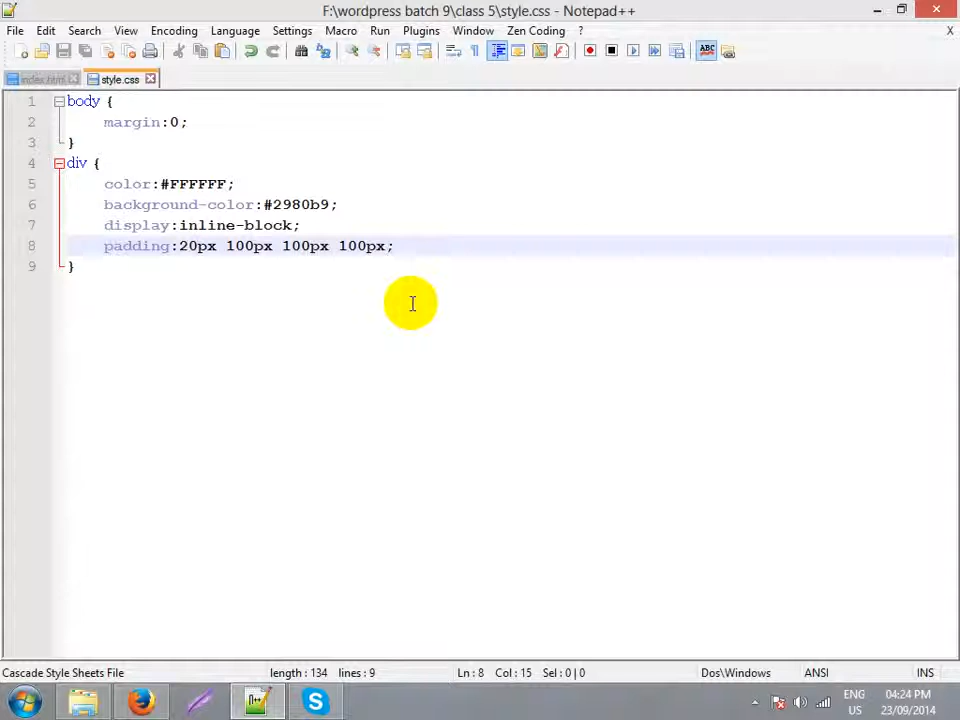 F:\wordpress batch 9\class 5\style.css - Notepad++
File Edit Search View Encoding Language Settings Macro Run Plugins Window Zen Coding ? X
index.html style.css
1 body {
2 margin:0;
3 }
4 div {
5 color:#FFFFFF;
6 background-color:#2980b9;
7 display:inline-block;
8 padding:20px 100px 100px 100px;
9 }
Cascade Style Sheets File length : 134 lines : 9 Ln : 8 Col : 15 Sel : 0 | 0 Dos\Windows ANSI INS
ENG 04:24 PM
US 23/09/2014